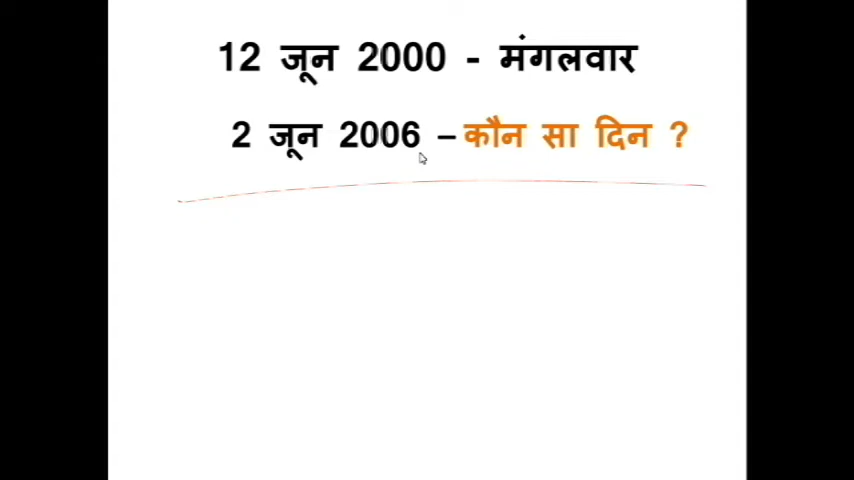 12 जून 2000 - मंगलवार
2 जून 2006 – कौन सा दिन ?